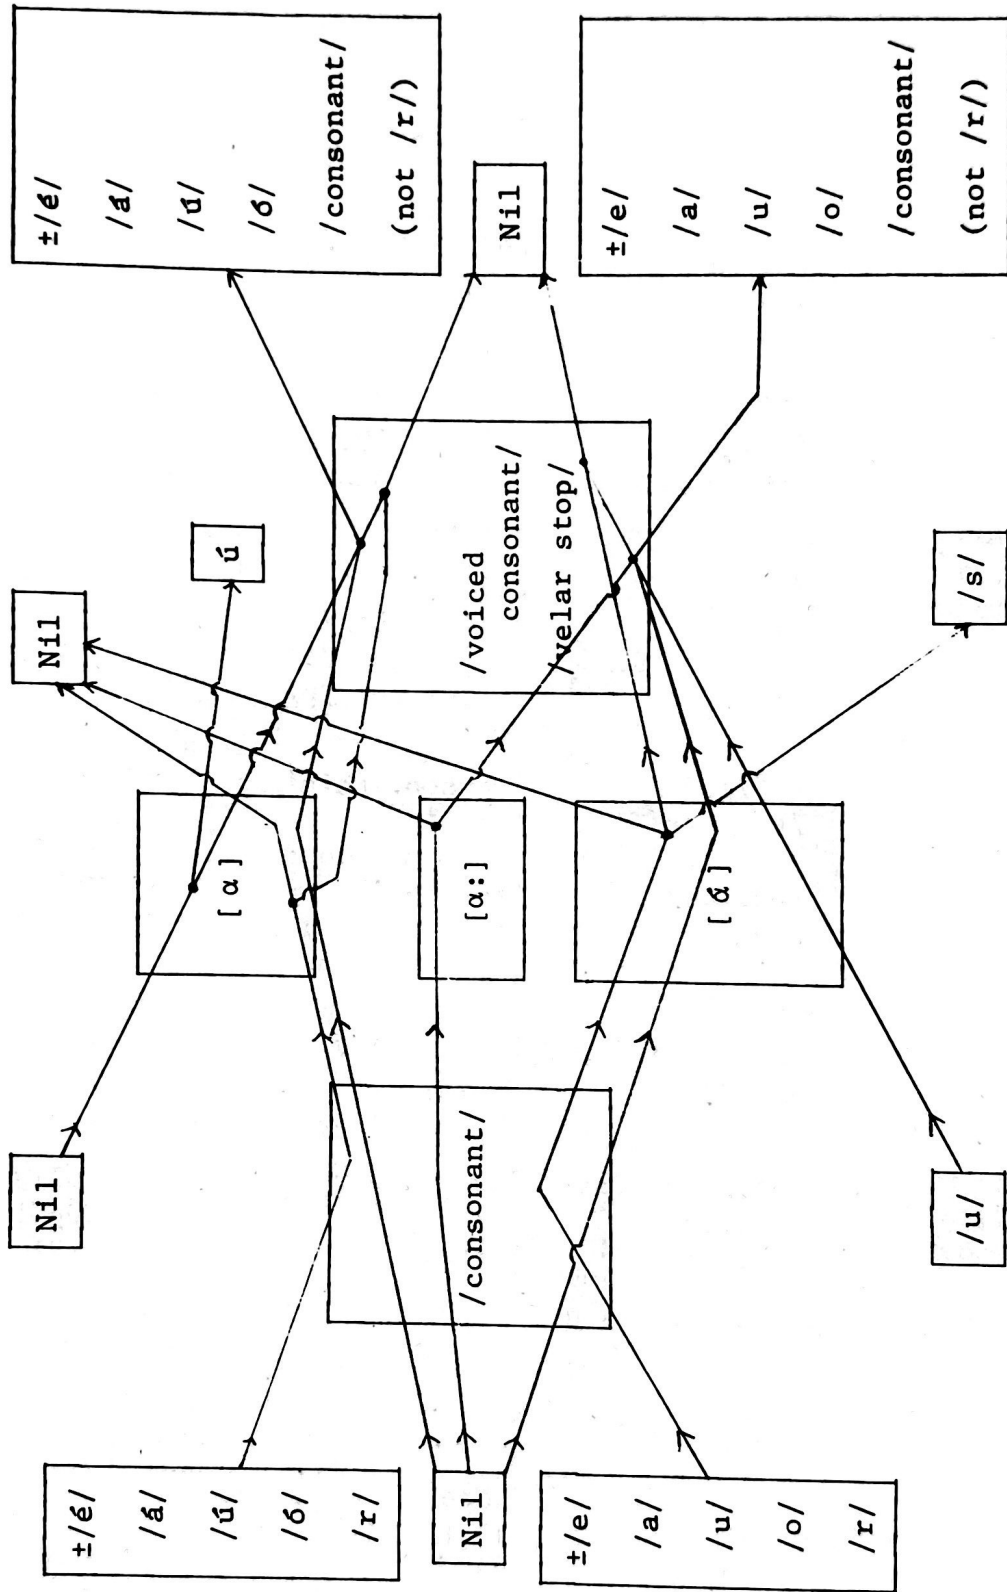 ±/é/
/á/
/ú/
/ó/
/r/
Nil
±/e/
/a/
/u/
/o/
/r/
Nil
/consonant/
/u/
[α]
[α:]
[ά]
Nil
ú
/voiced
consonant/
/velar stop/
/s/
±/é/
/á/
/ú/
/ó/
/consonant/
(not /r/)
Nil
±/e/
/a/
/u/
/o/
/consonant/
(not /r/)